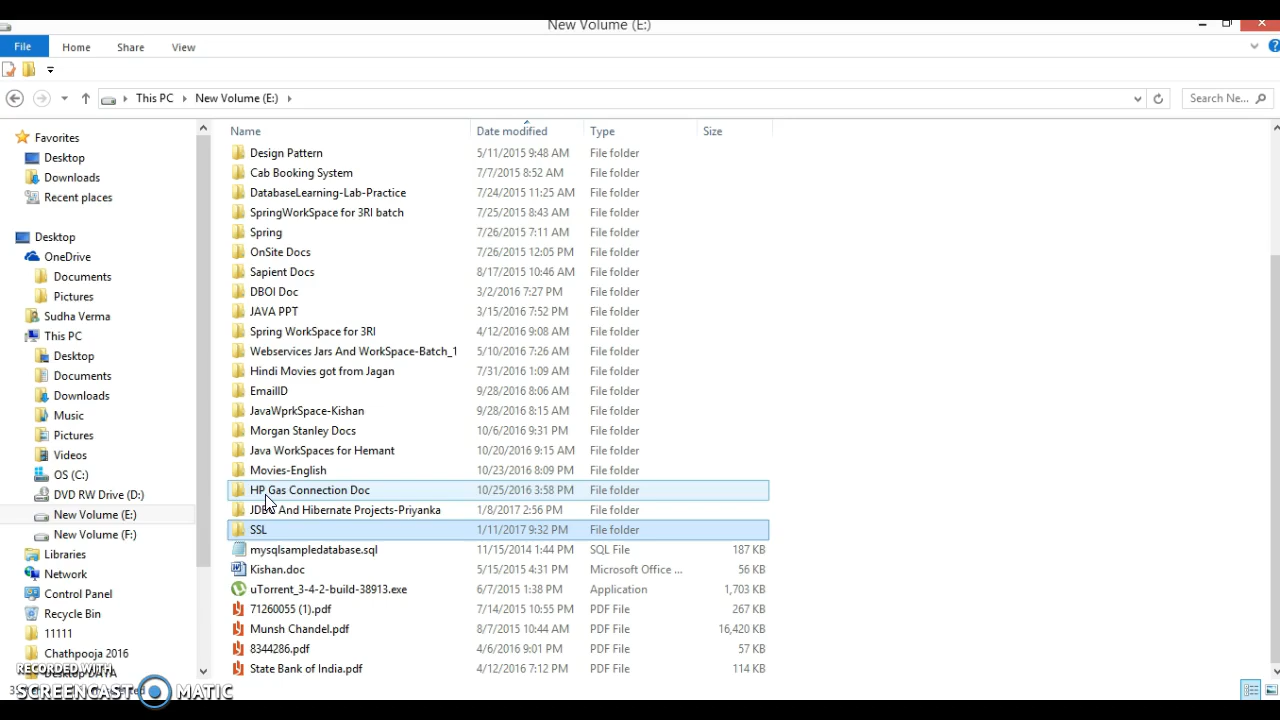 New Volume (E:)
File Home Share View
This PC New Volume (E:) Search Ne...
Name Date modified Type Size
Favorites
Desktop
Downloads
Recent places
Desktop
OneDrive
Documents
Pictures
Sudha Verma
This PC
Desktop
Documents
Downloads
Music
Pictures
Videos
OS (C:)
DVD RW Drive (D:)
New Volume (E:)
New Volume (F:)
Libraries
Network
Control Panel
Recycle Bin
11111
Chathpooja 2016
Desktop DATA
Design Pattern 5/11/2015 9:48 AM File folder
Cab Booking System 7/7/2015 8:52 AM File folder
DatabaseLearning-Lab-Practice 7/24/2015 11:25 AM File folder
SpringWorkSpace for 3RI batch 7/25/2015 8:43 AM File folder
Spring 7/26/2015 7:11 AM File folder
OnSite Docs 7/26/2015 12:05 PM File folder
Sapient Docs 8/17/2015 10:46 AM File folder
DBOI Doc 3/2/2016 7:27 PM File folder
JAVA PPT 3/15/2016 7:52 PM File folder
Spring WorkSpace for 3RI 4/12/2016 9:08 AM File folder
Webservices Jars And WorkSpace-Batch_1 5/10/2016 7:26 AM File folder
Hindi Movies got from Jagan 7/31/2016 1:09 AM File folder
EmailID 9/28/2016 8:06 AM File folder
JavaWprkSpace-Kishan 9/28/2016 8:15 AM File folder
Morgan Stanley Docs 10/6/2016 9:31 PM File folder
Java WorkSpaces for Hemant 10/20/2016 9:15 AM File folder
Movies-English 10/23/2016 8:09 PM File folder
HP Gas Connection Doc 10/25/2016 3:58 PM File folder
JDBC And Hibernate Projects-Priyanka 1/8/2017 2:56 PM File folder
SSL 1/11/2017 9:32 PM File folder
mysqlsampledatabase.sql 11/15/2014 1:44 PM SQL File 187 KB
Kishan.doc 5/15/2015 4:31 PM Microsoft Office ... 56 KB
uTorrent_3-4-2-build-38913.exe 6/7/2015 1:38 PM Application 1,703 KB
71260055 (1).pdf 7/14/2015 10:55 PM PDF File 267 KB
Munsh Chandel.pdf 8/7/2015 10:44 AM PDF File 16,420 KB
8344286.pdf 4/6/2016 9:01 PM PDF File 57 KB
State Bank of India.pdf 4/12/2016 7:12 PM PDF File 114 KB
RECORDED WITH
SCREENCAST MATIC